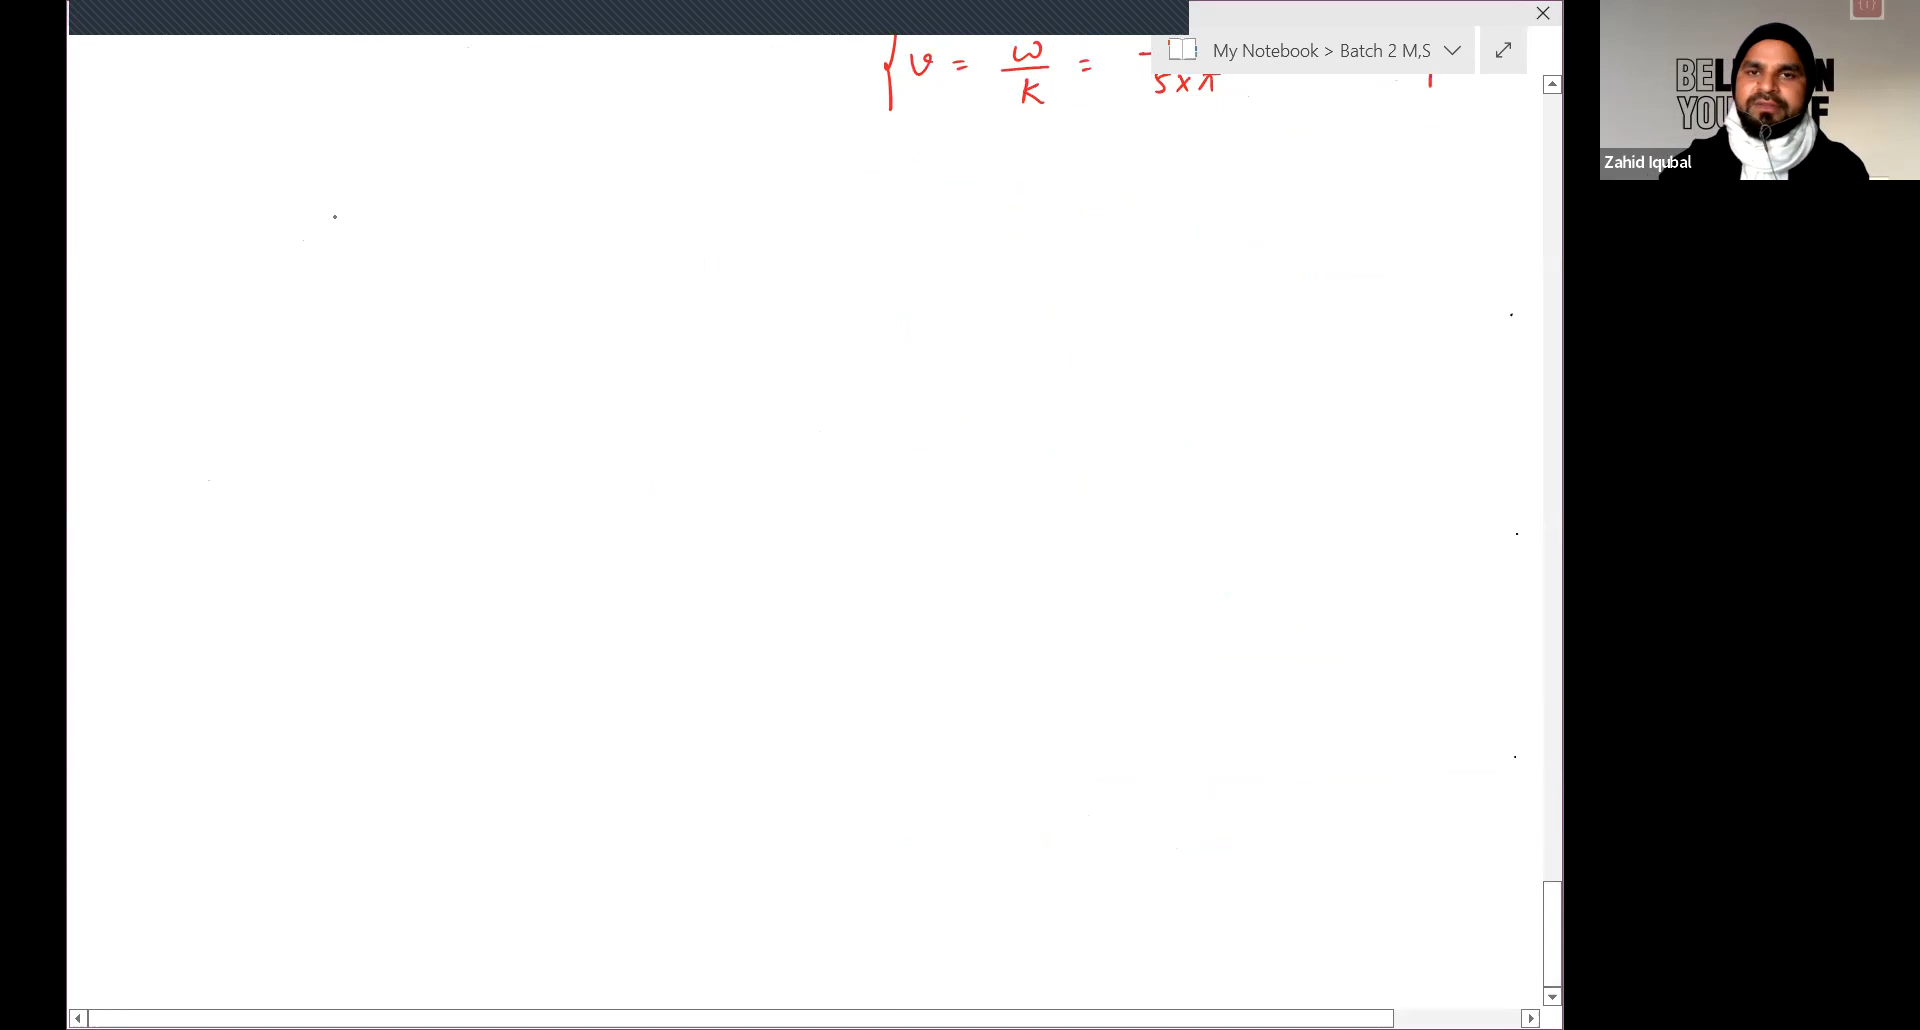 My Notebook > Batch 2 M,S
v = ω/K = 5 x π
BEL N
YOU F
Zahid Iqubal